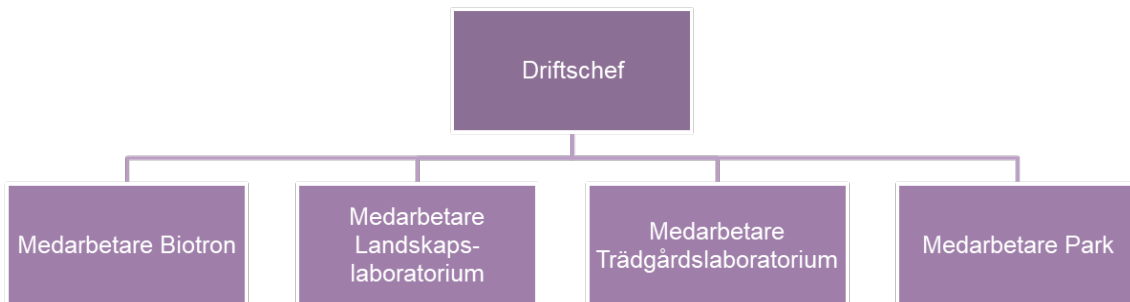 Driftschef
Medarbetare Biotron
Medarbetare
Landskaps-
laboratorium
Medarbetare
Trädgårdslaboratorium
Medarbetare Park